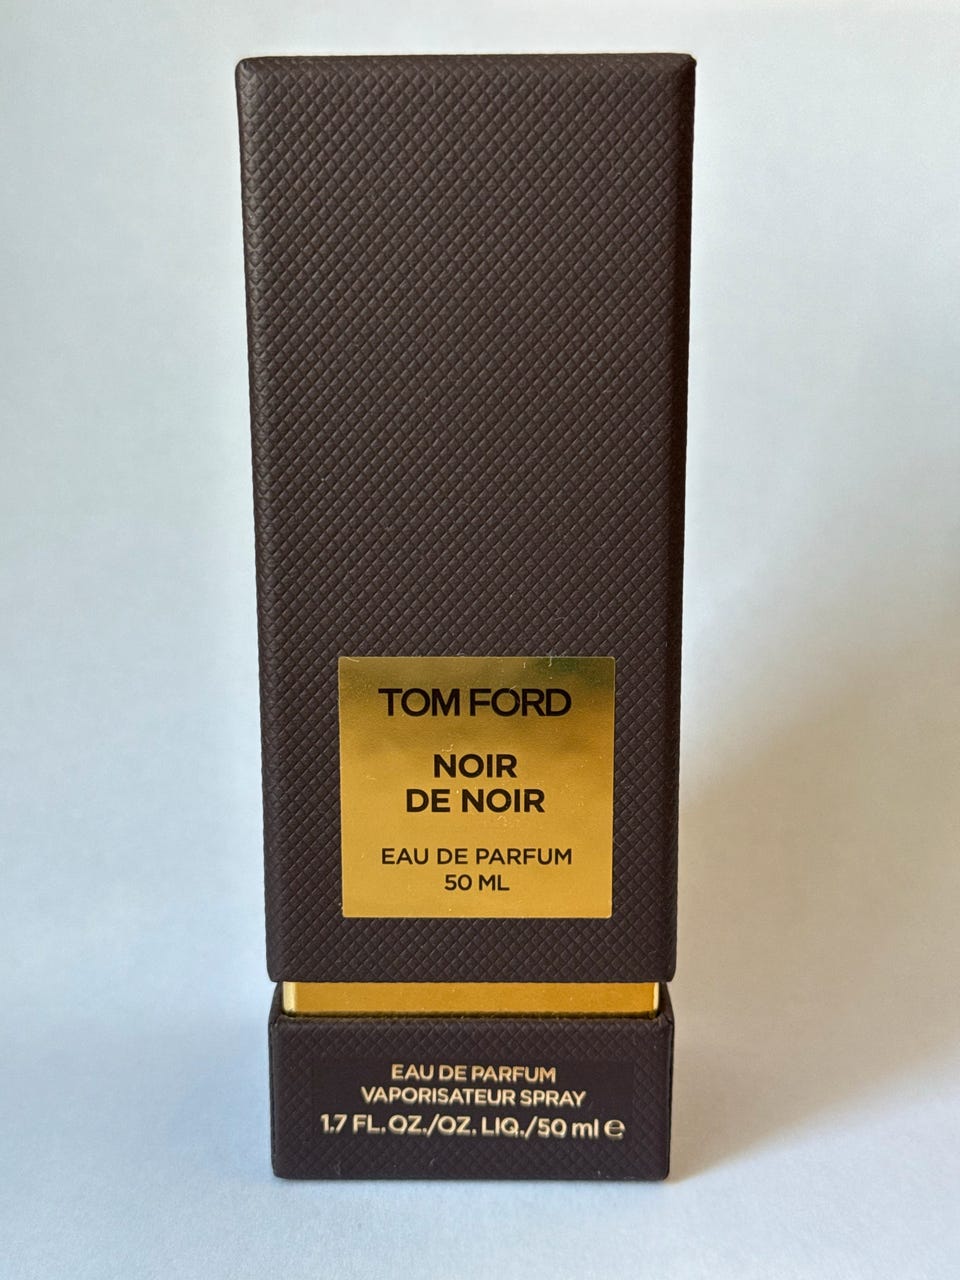 TOM FORD
NOIR
DE NOIR
EAU DE PARFUM
50 ML
EAU DE PARFUM
VAPORISATEUR SPRAY
1.7 FL.OZ./OZ. LIQ./50 ml ℮